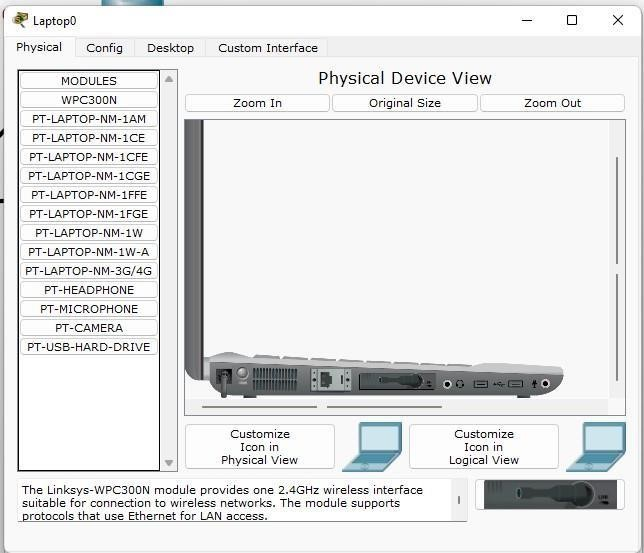 Laptop0
Physical
Config
Desktop
Custom Interface
MODULES
WPC300N
PT-LAPTOP-NM-1AM
PT-LAPTOP-NM-1CE
PT-LAPTOP-NM-1CFE
PT-LAPTOP-NM-1CGE
PT-LAPTOP-NM-1FFE
PT-LAPTOP-NM-1FGE
PT-LAPTOP-NM-1W
PT-LAPTOP-NM-1W-A
PT-LAPTOP-NM-3G/4G
PT-HEADPHONE
PT-MICROPHONE
PT-CAMERA
PT-USB-HARD-DRIVE
Physical Device View
Zoom In
Original Size
Zoom Out
Customize
Icon in
Physical View
Customize
Icon in
Logical View
The Linksys-WPC300N module provides one 2.4GHz wireless interface
suitable for connection to wireless networks. The module supports
protocols that use Ethernet for LAN access.